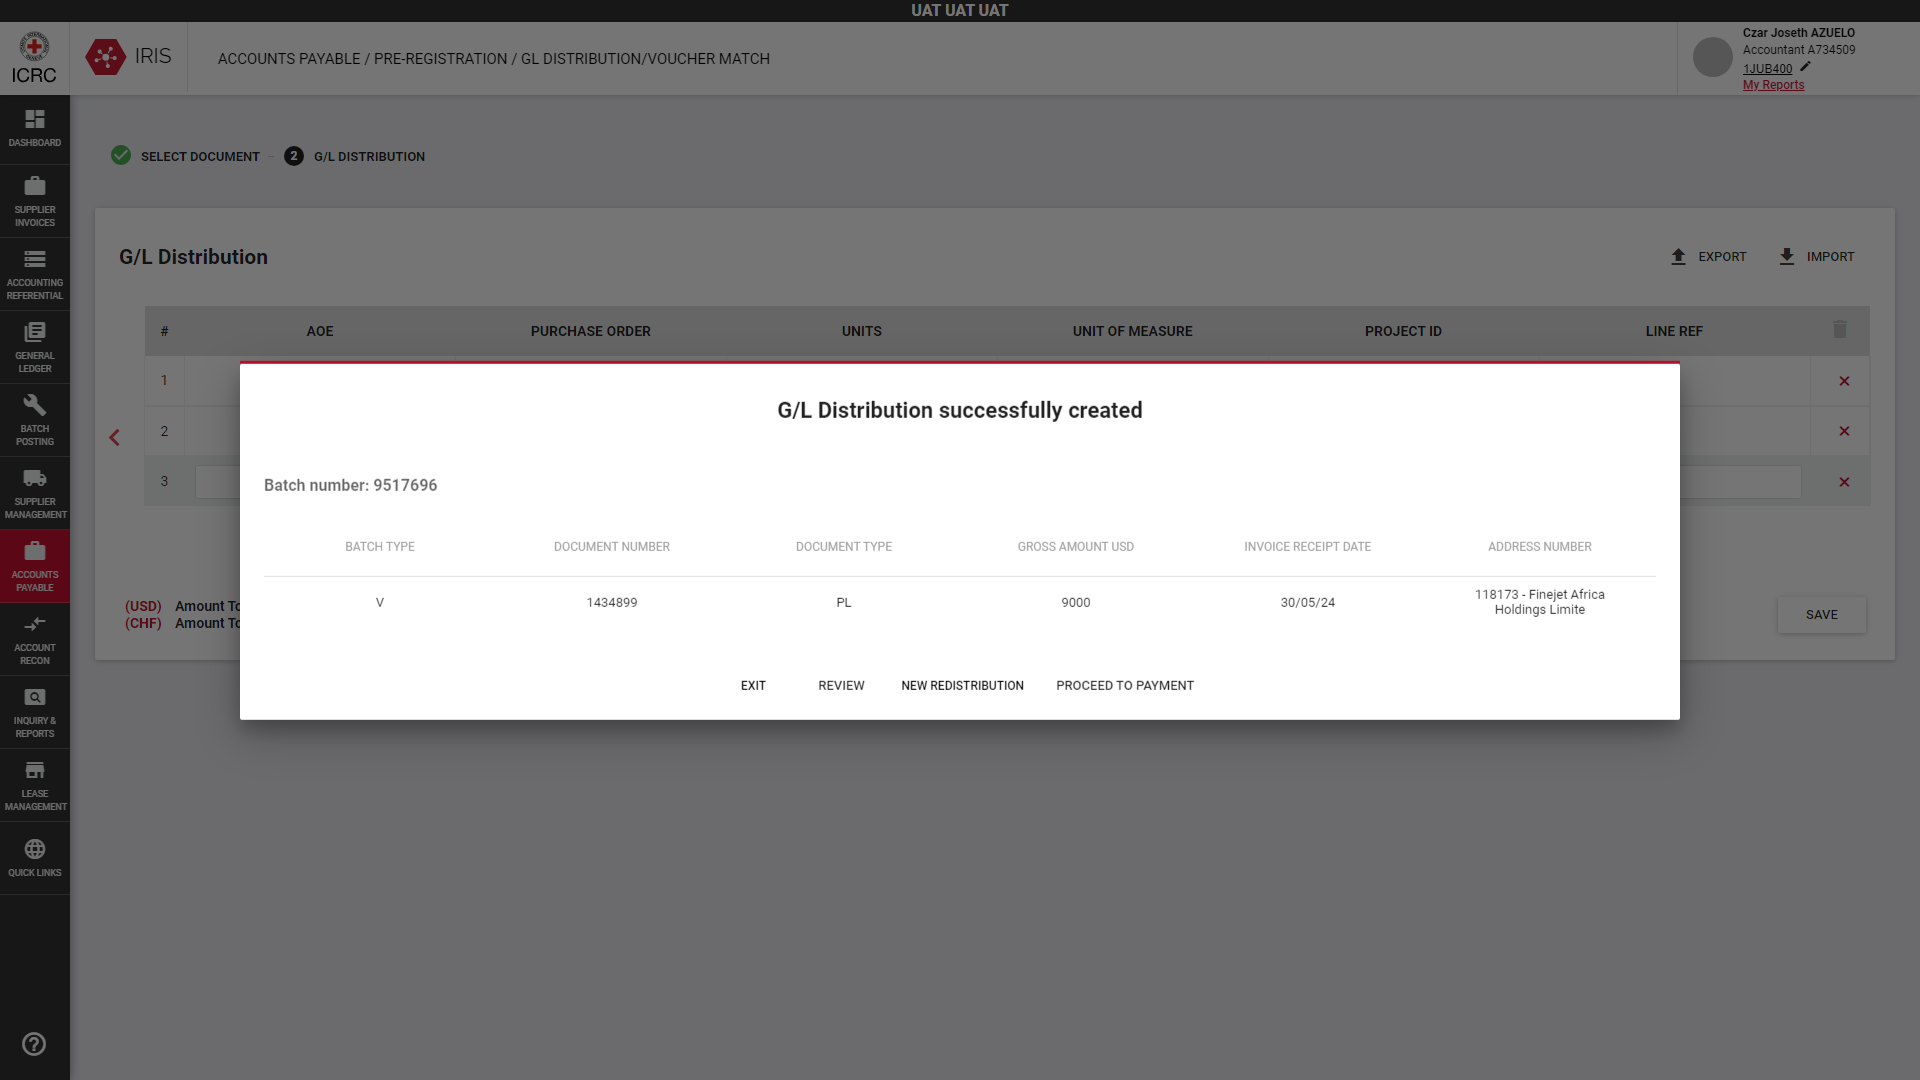 UAT UAT UAT
ICRC
IRIS
ACCOUNTS PAYABLE / PRE-REGISTRATION / GL DISTRIBUTION/VOUCHER MATCH
Czar Joseth AZUELO
Accountant A734509
1JUB400
My Reports
DASHBOARD
SUPPLIER
INVOICES
ACCOUNTING
REFERENTIAL
GENERAL
LEDGER
BATCH
POSTING
SUPPLIER
MANAGEMENT
ACCOUNTS
PAYABLE
ACCOUNT
RECON
INQUIRY &
REPORTS
LEASE
MANAGEMENT
QUICK LINKS
SELECT DOCUMENT
2 G/L DISTRIBUTION
G/L Distribution
EXPORT IMPORT
# AOE PURCHASE ORDER UNITS UNIT OF MEASURE PROJECT ID LINE REF
1
2
3
(USD) Amount
(CHF) Amount
SAVE
G/L Distribution successfully created
Batch number: 9517696
BATCH TYPE DOCUMENT NUMBER DOCUMENT TYPE GROSS AMOUNT USD INVOICE RECEIPT DATE ADDRESS NUMBER
V 1434899 PL 9000 30/05/24 118173 - Finejet Africa
Holdings Limite
EXIT REVIEW NEW REDISTRIBUTION PROCEED TO PAYMENT